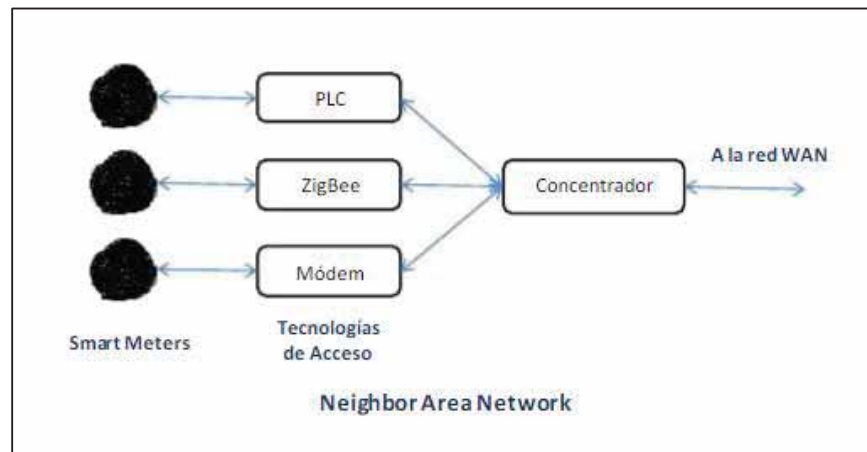 PLC
ZigBee
Módem
Concentrador
A la red WAN
Smart Meters
Tecnologías
de Acceso
Neighbor Area Network